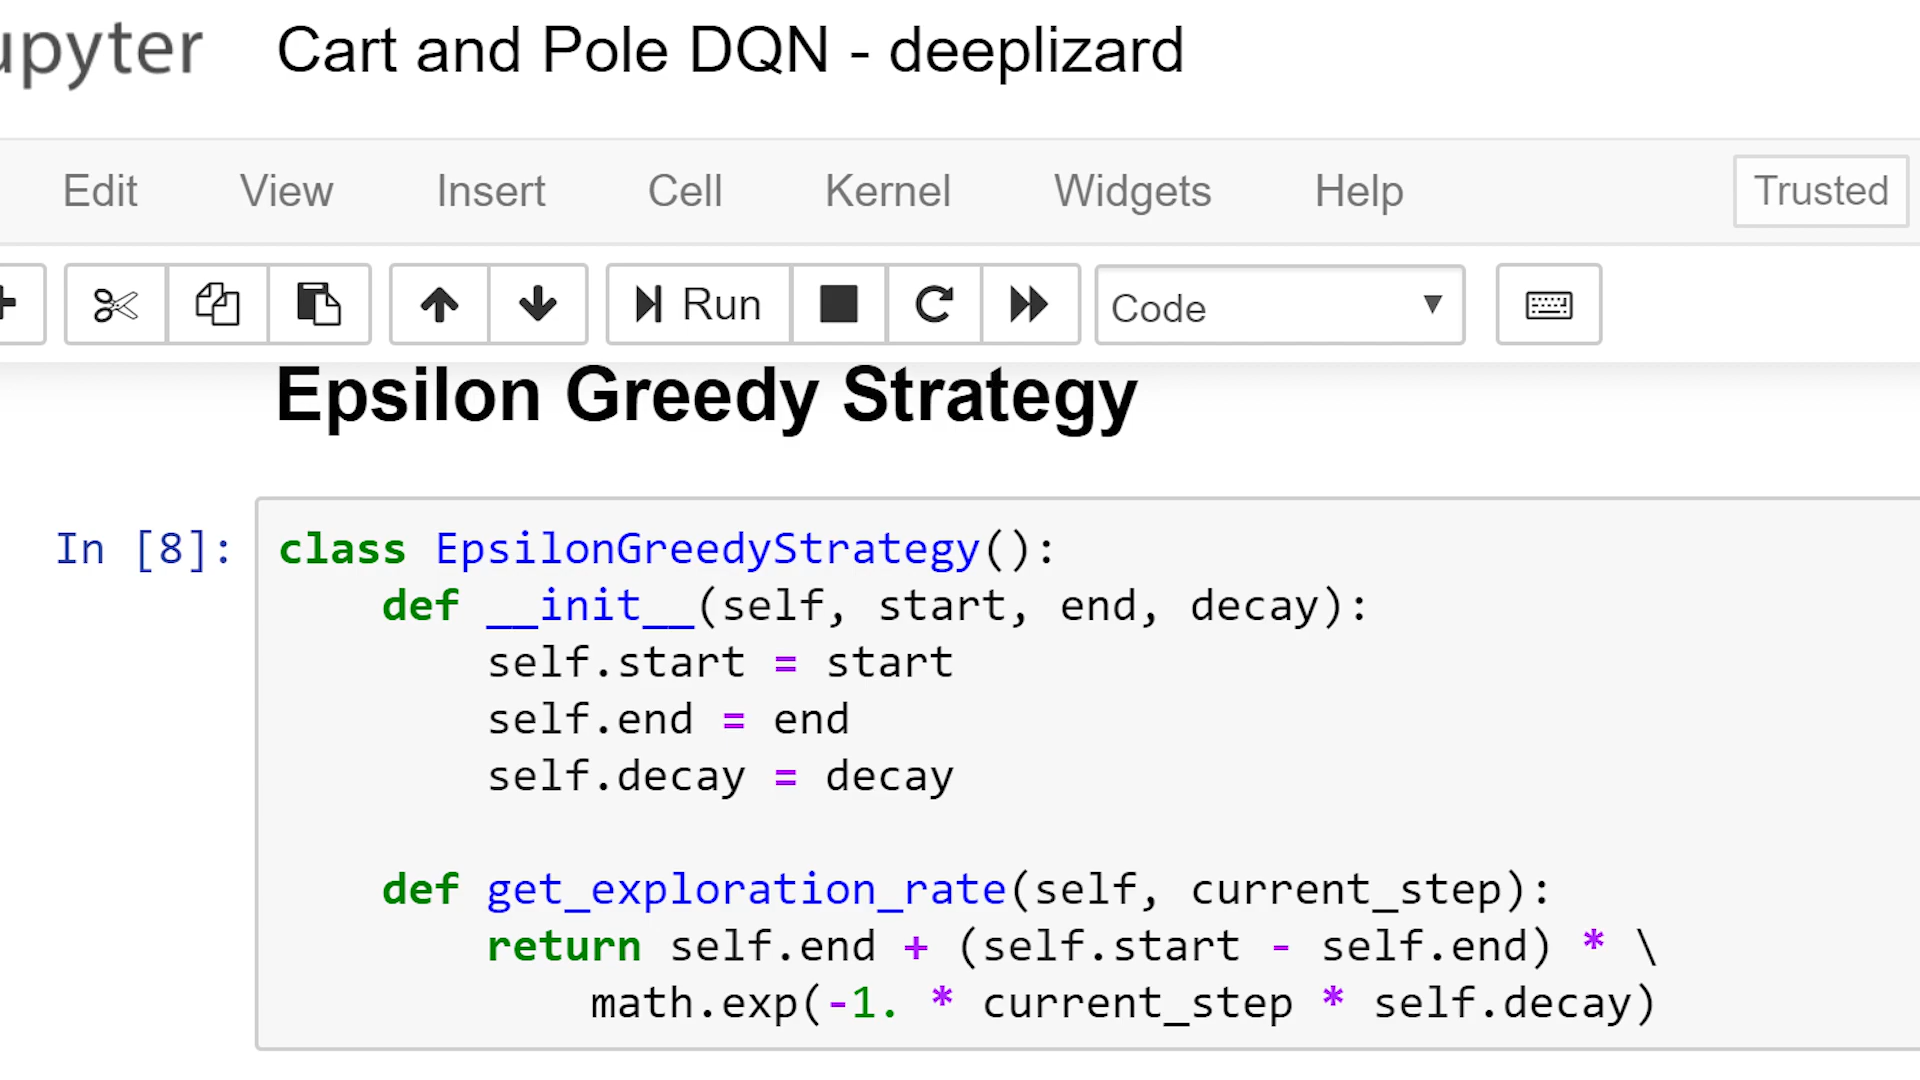 upyter Cart and Pole DQN - deeplizard
Edit View Insert Cell Kernel Widgets Help Trusted
Run Code
Epsilon Greedy Strategy
In [8]: class EpsilonGreedyStrategy():
    def __init__(self, start, end, decay):
        self.start = start
        self.end = end
        self.decay = decay
    def get_exploration_rate(self, current_step):
        return self.end + (self.start - self.end) * \
            math.exp(-1. * current_step * self.decay)